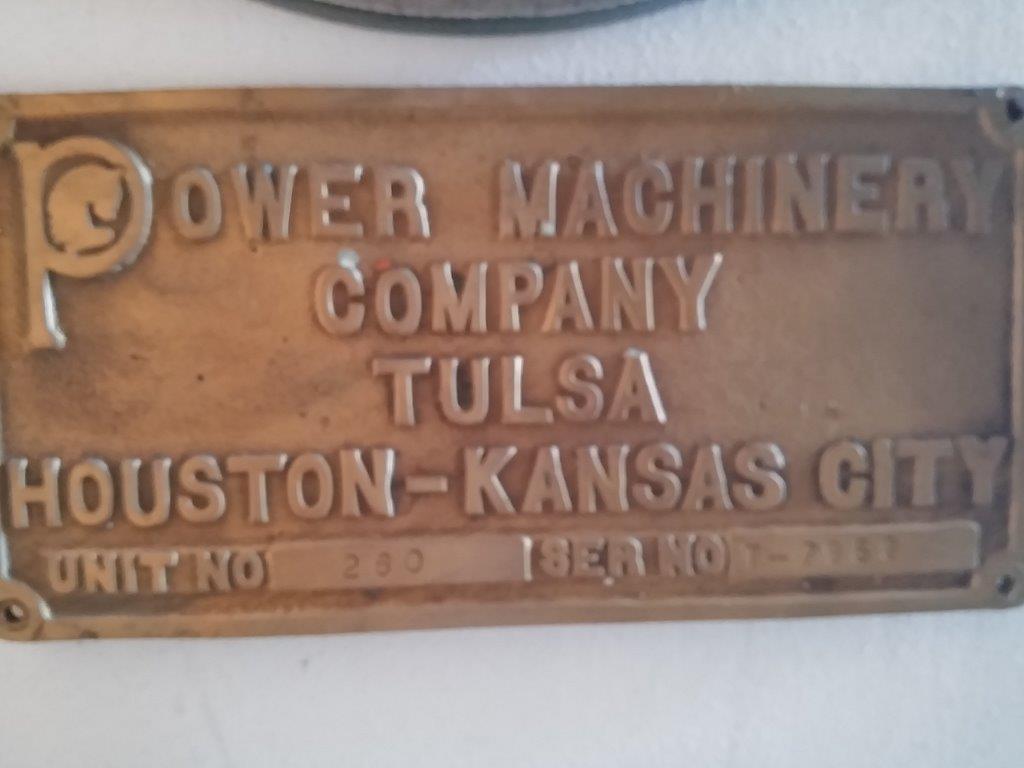 POWER MACHINERY
COMPANY
TULSA
HOUSTON-KANSAS CITY
UNIT NO 260 SER NO